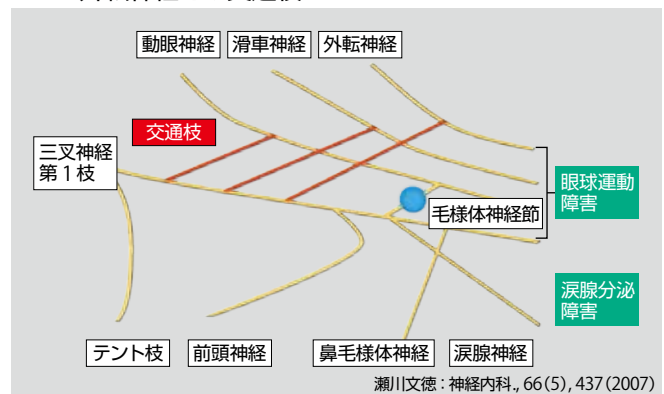 動眼神経 滑車神経 外転神経
交通枝
三叉神経
第1枝
眼球運動
障害
毛様体神経節
涙腺分泌
障害
テント枝 前頭神経 鼻毛様体神経 涙腺神経
瀬川文徳：神経内科., 66(5), 437(2007)